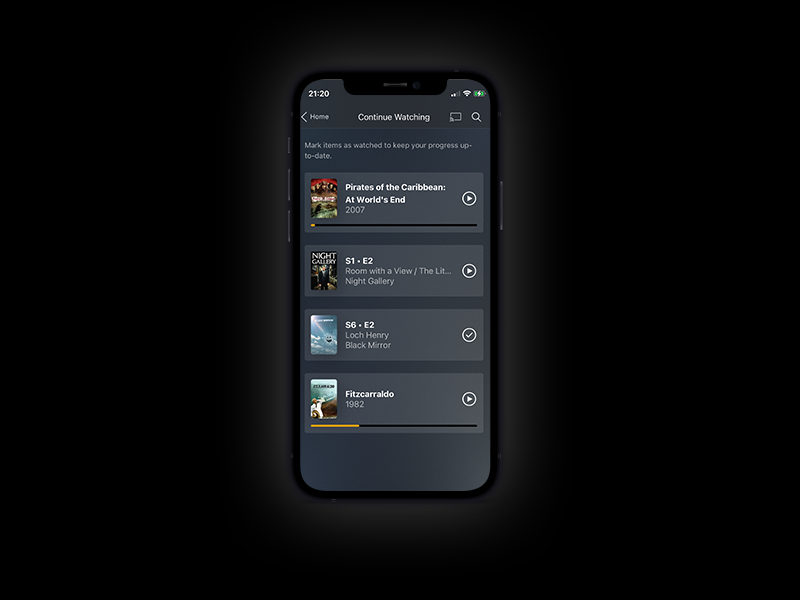 21:20
Home
Continue Watching
Mark items as watched to keep your progress up-
to-date.
Pirates of the Caribbean:
At World's End
2007
NIGHT
GALLERY
S1 • E2
Room with a View / The Lit...
Night Gallery
S6 • E2
Loch Henry
Black Mirror
Fitzcarraldo
1982